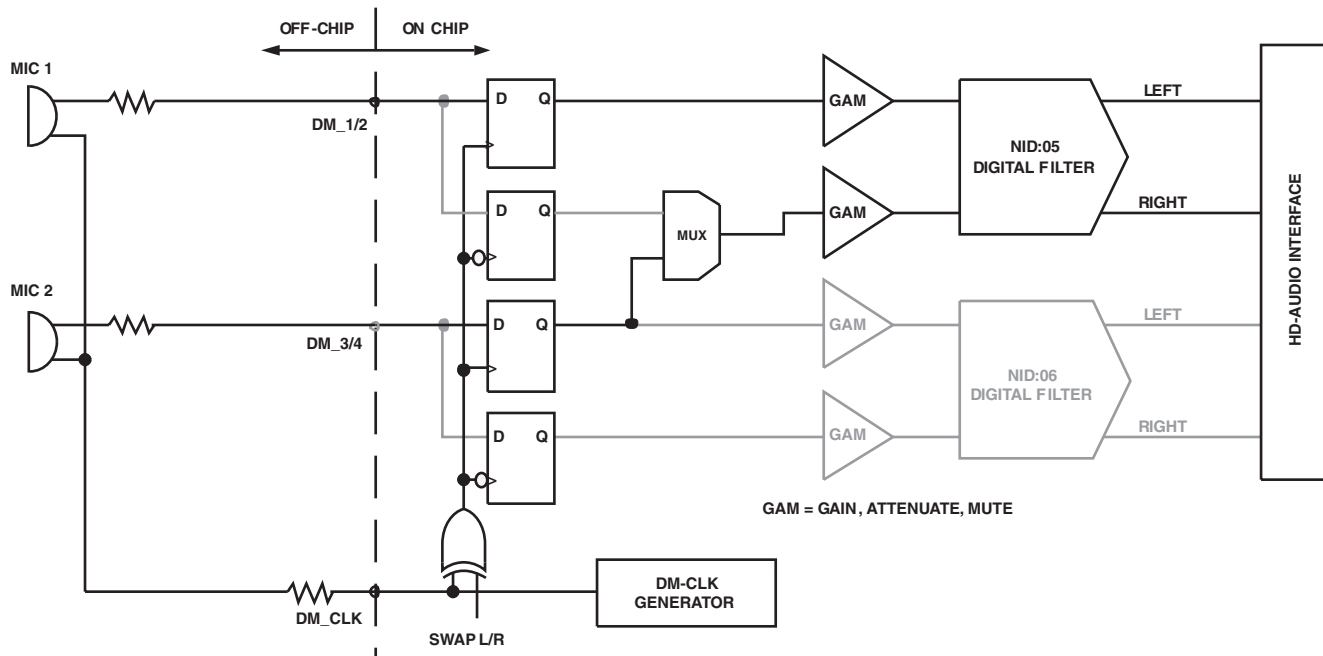 OFF-CHIP
ON CHIP
MIC 1
DM_1/2
D Q
GAM
NID:05
DIGITAL FILTER
LEFT
RIGHT
D Q
MUX
GAM
HD-AUDIO INTERFACE
MIC 2
DM_3/4
D Q
GAM
NID:06
DIGITAL FILTER
LEFT
RIGHT
D Q
GAM
GAM = GAIN, ATTENUATE, MUTE
DM_CLK
SWAP L/R
DM-CLK
GENERATOR